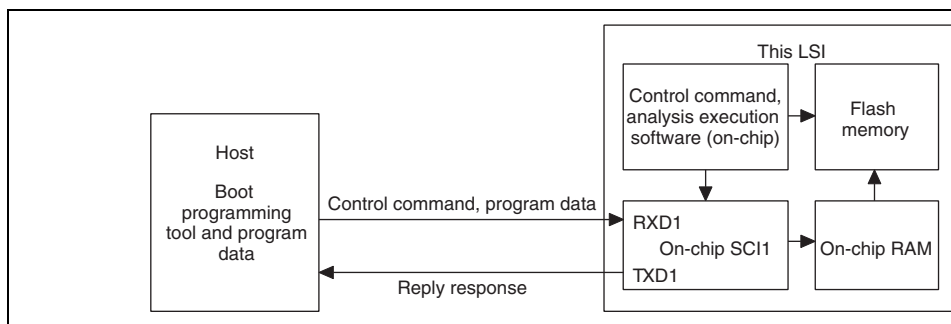 This LSI
Control command,
analysis execution
software (on-chip)
Flash
memory
Host
Boot
programming
tool and program
data
Control command, program data
RXD1
On-chip SCI1
TXD1
On-chip RAM
Reply response